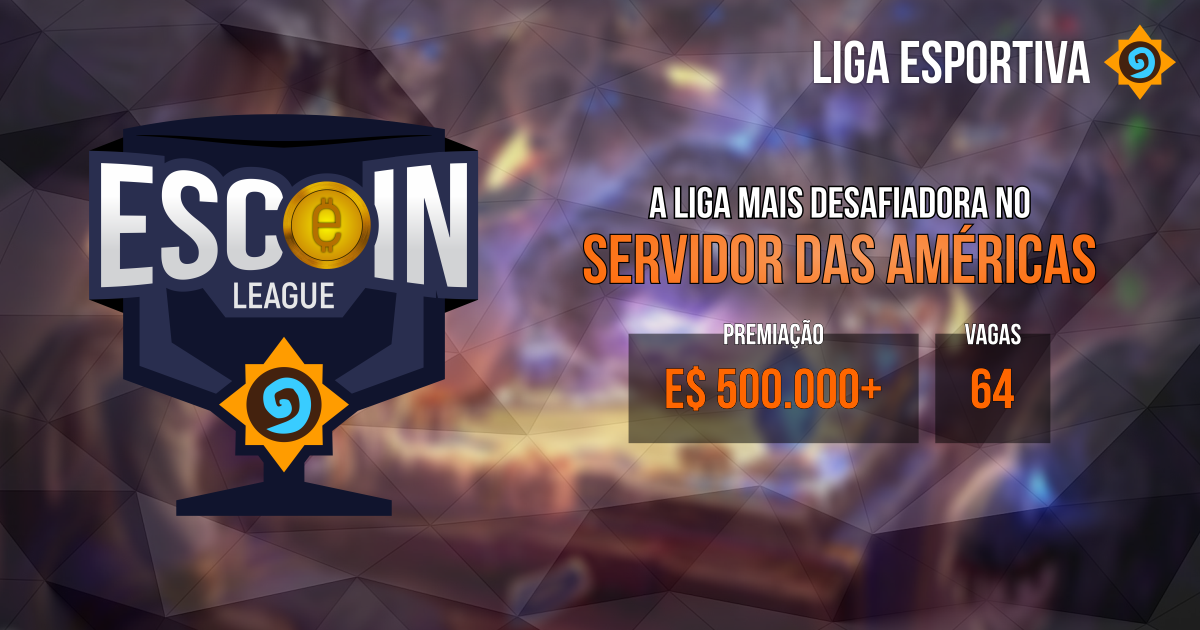 LIGA ESPORTIVA
ESCOIN
LEAGUE
A LIGA MAIS DESAFIADORA NO
SERVIDOR DAS AMÉRICAS
PREMIAÇÃO
E$ 500.000+
VAGAS
64